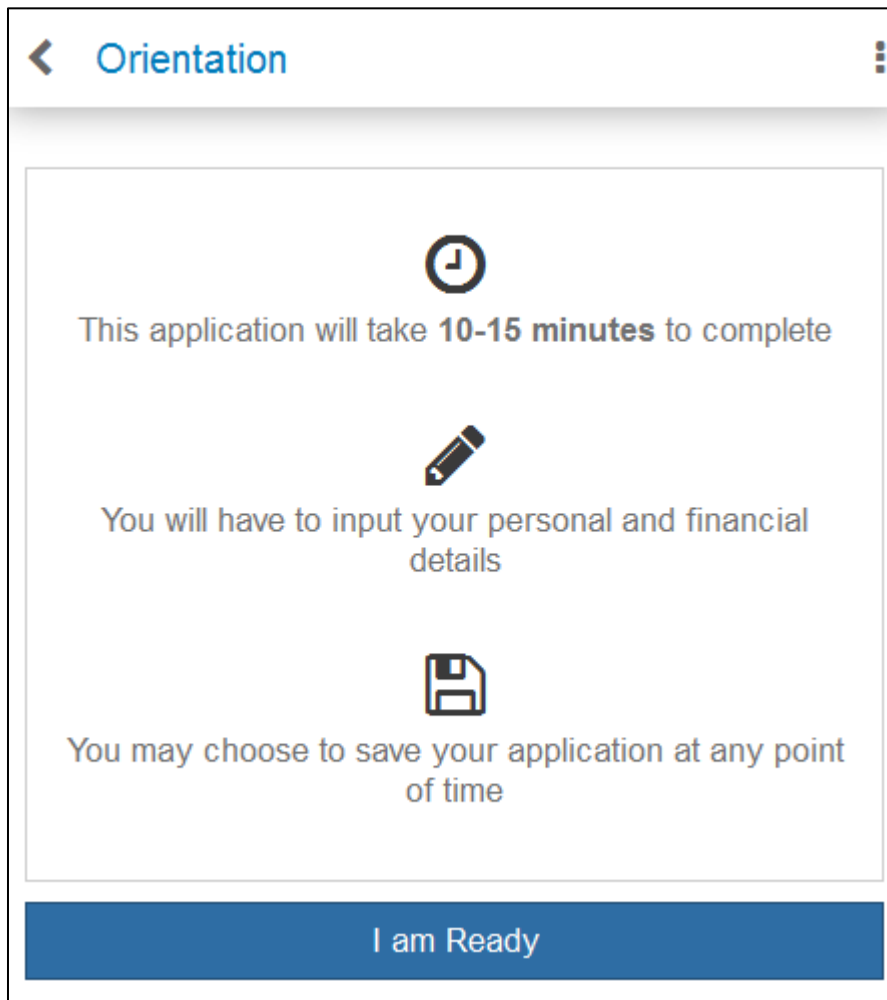 Orientation
This application will take 10-15 minutes to complete
You will have to input your personal and financial
details
You may choose to save your application at any point
of time
I am Ready